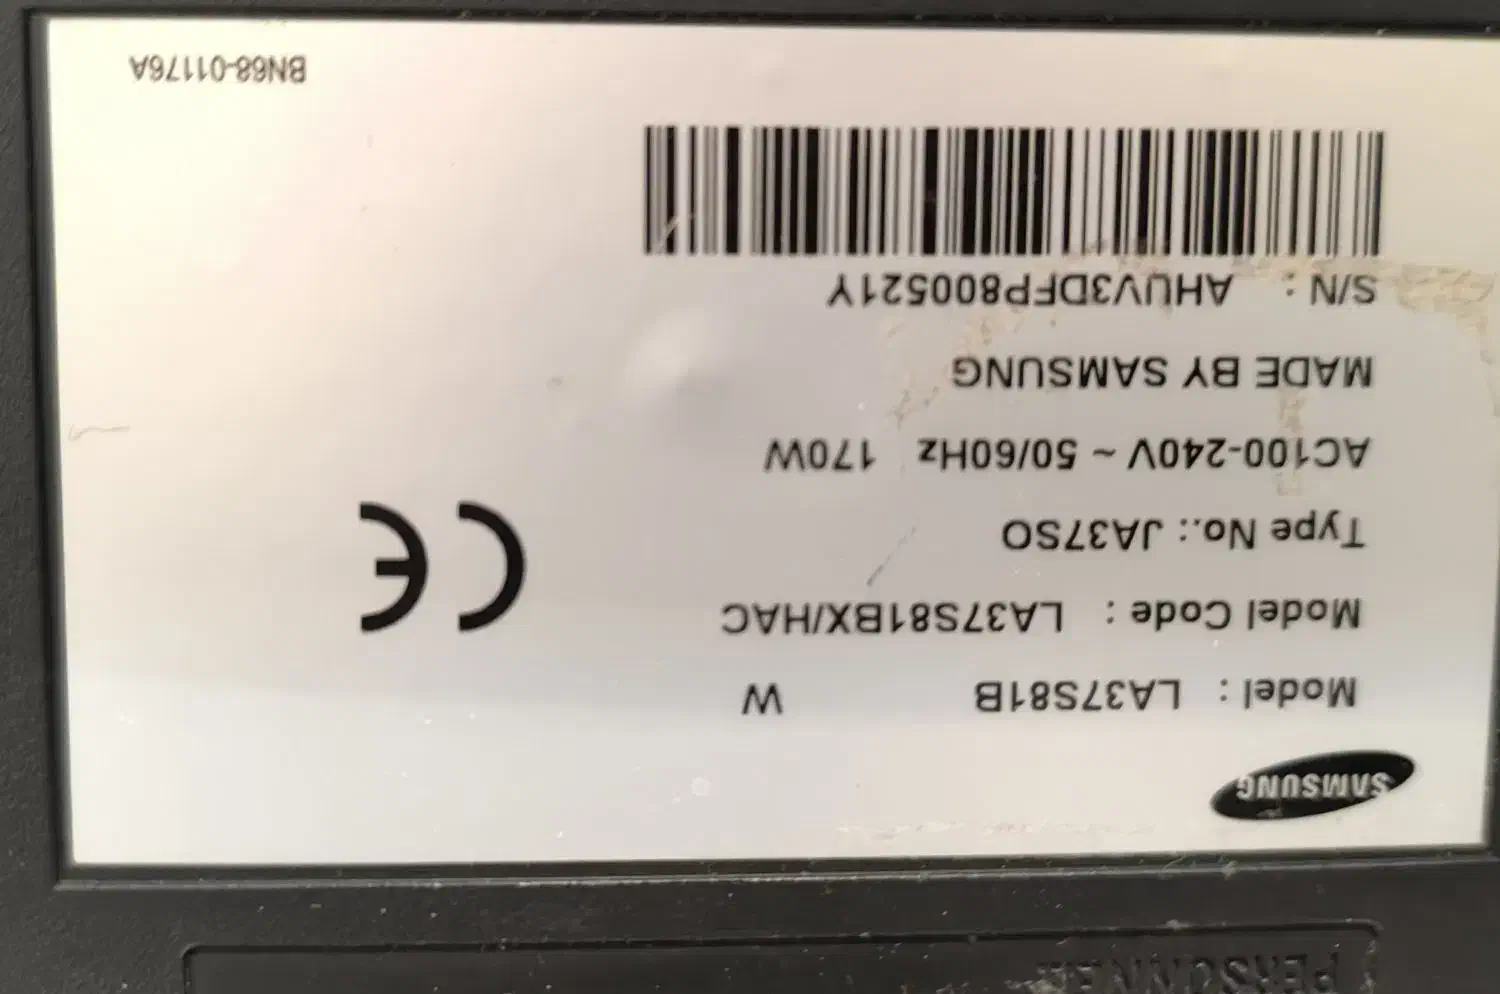 SAMSUNG
Model : LA37S81B W
Model Code : LA37S81BX/HAC
Type No.: JA37SO
AC100-240V ~ 50/60Hz 170W
MADE BY SAMSUNG
S/N : AHUV3DFP800521Y
CE
BN68-01176A